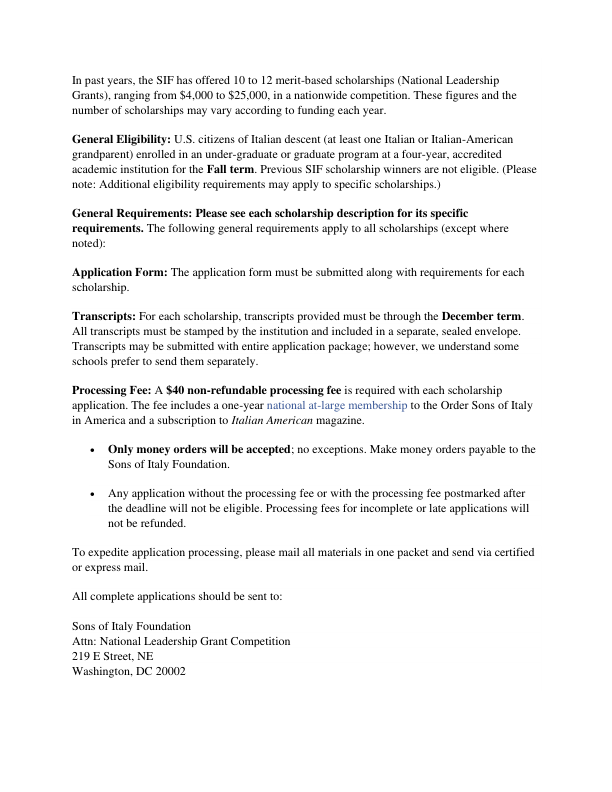 In past years, the SIF has offered 10 to 12 merit-based scholarships (National Leadership
Grants), ranging from $4,000 to $25,000, in a nationwide competition. These figures and the
number of scholarships may vary according to funding each year.
General Eligibility: U.S. citizens of Italian descent (at least one Italian or Italian-American
grandparent) enrolled in an under-graduate or graduate program at a four-year, accredited
academic institution for the Fall term. Previous SIF scholarship winners are not eligible. (Please
note: Additional eligibility requirements may apply to specific scholarships.)
General Requirements: Please see each scholarship description for its specific
requirements. The following general requirements apply to all scholarships (except where
noted):
Application Form: The application form must be submitted along with requirements for each
scholarship.
Transcripts: For each scholarship, transcripts provided must be through the December term.
All transcripts must be stamped by the institution and included in a separate, sealed envelope.
Transcripts may be submitted with entire application package; however, we understand some
schools prefer to send them separately.
Processing Fee: A $40 non-refundable processing fee is required with each scholarship
application. The fee includes a one-year national at-large membership to the Order Sons of Italy
in America and a subscription to Italian American magazine.
• Only money orders will be accepted; no exceptions. Make money orders payable to the
Sons of Italy Foundation.
• Any application without the processing fee or with the processing fee postmarked after
the deadline will not be eligible. Processing fees for incomplete or late applications will
not be refunded.
To expedite application processing, please mail all materials in one packet and send via certified
or express mail.
All complete applications should be sent to:
Sons of Italy Foundation
Attn: National Leadership Grant Competition
219 E Street, NE
Washington, DC 20002